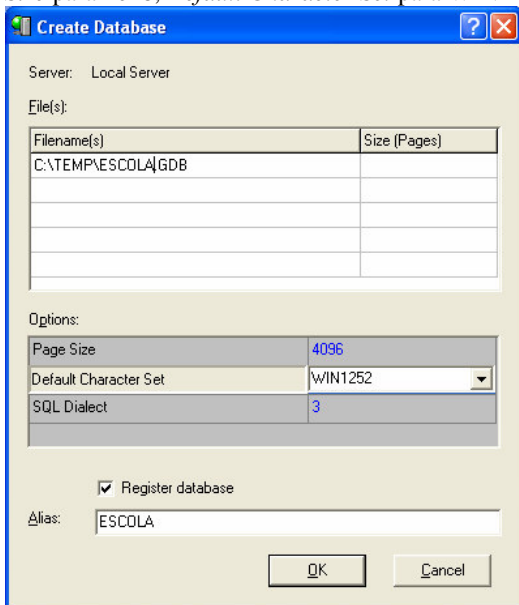 Create Database
Server: Local Server
File(s):
Filename(s) Size (Pages)
C:\TEMP\ESCOLA.GDB
Options:
Page Size 4096
Default Character Set WIN1252
SQL Dialect 3
Register database
Alias: ESCOLA
OK Cancel